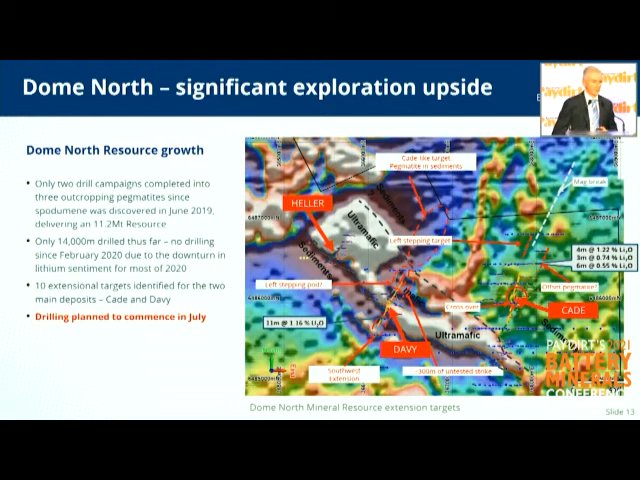 Dome North – significant exploration upside
Paydirt
Dome North Resource growth
• Only two drill campaigns completed into
three outcropping pegmatites since
spodumene was discovered in June 2019,
delivering an 11.2Mt Resource
• Only 14,000m drilled thus far – no drilling
since February 2020 due to the downturn in
lithium sentiment for most of 2020
• 10 extensional targets identified for the two
main deposits – Cade and Davy
• Drilling planned to commence in July
Cade like target
Pegmatite in sediments
Mag break
HELLER
Sediments
Ultramafic
Left stepping target
4m @ 1.22 % Li₂O
3m @ 0.74 % Li₂O
6m @ 0.55 % Li₂O
Sediments
Left stepping pod?
Offset pegmatite?
Cross over
CADE
11m @ 1.16 % Li₂O
Ultramafic
DAVY
Southwest
Extension
~300m of untested strike
PAYDIRT'S 2021
BATTERY
MINERALS
CONFERENCE
Dome North Mineral Resource extension targets
Slide 13